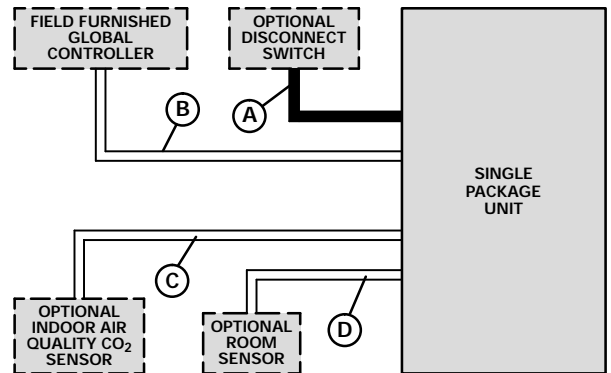 FIELD FURNISHED
GLOBAL
CONTROLLER
OPTIONAL
DISCONNECT
SWITCH
B
A
SINGLE
PACKAGE
UNIT
C
D
OPTIONAL
INDOOR AIR
QUALITY CO₂
SENSOR
OPTIONAL
ROOM
SENSOR